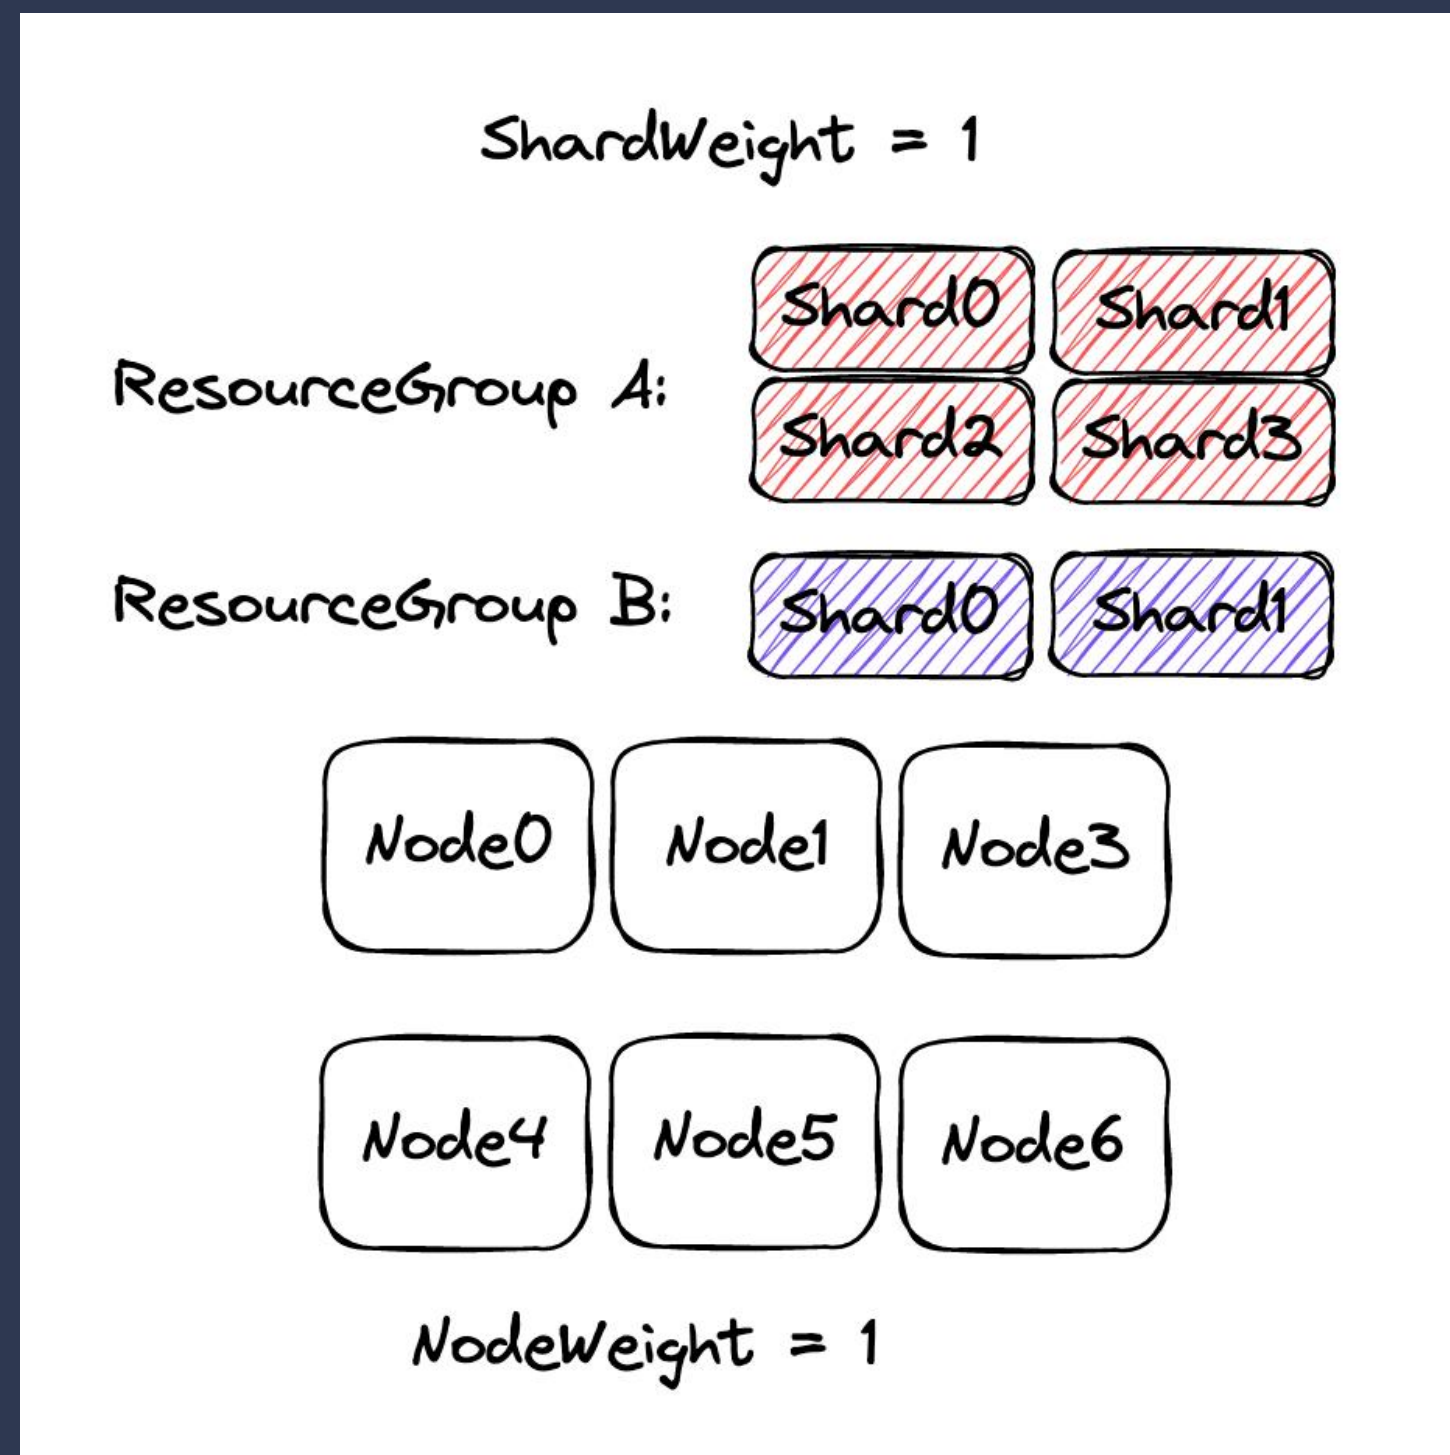 ShardWeight = 1
Shard0 Shard1
ResourceGroup A:
Shard2 Shard3
ResourceGroup B: Shard0 Shard1
Node0 Node1 Node3
Node4 Node5 Node6
NodeWeight = 1